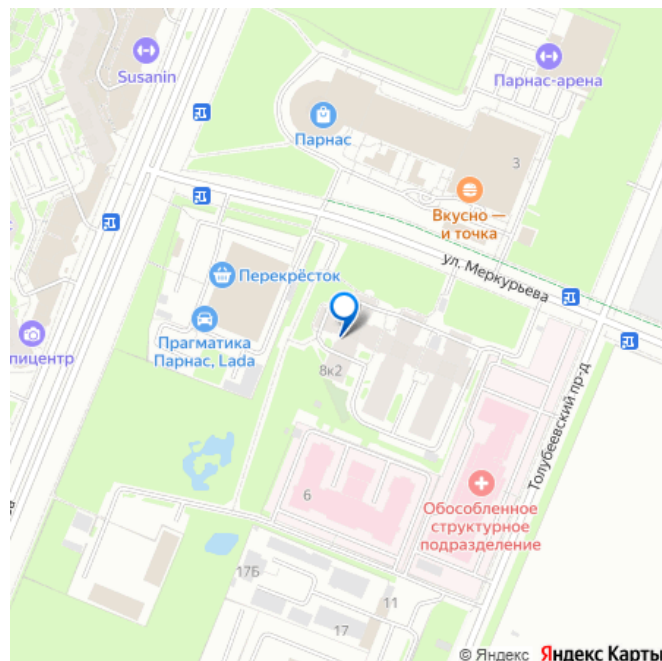 Susanin
Парнас-арена
Парнас
3
Вкусно —
и точка
ул. Меркурьева
Перекрёсток
Прагматика
Парнас, Lada
пицентр
8к2
Толубеевский пр-д
6
Обособленное
структурное
подразделение
17Б
11
17
© Яндекс Яндекс Карты